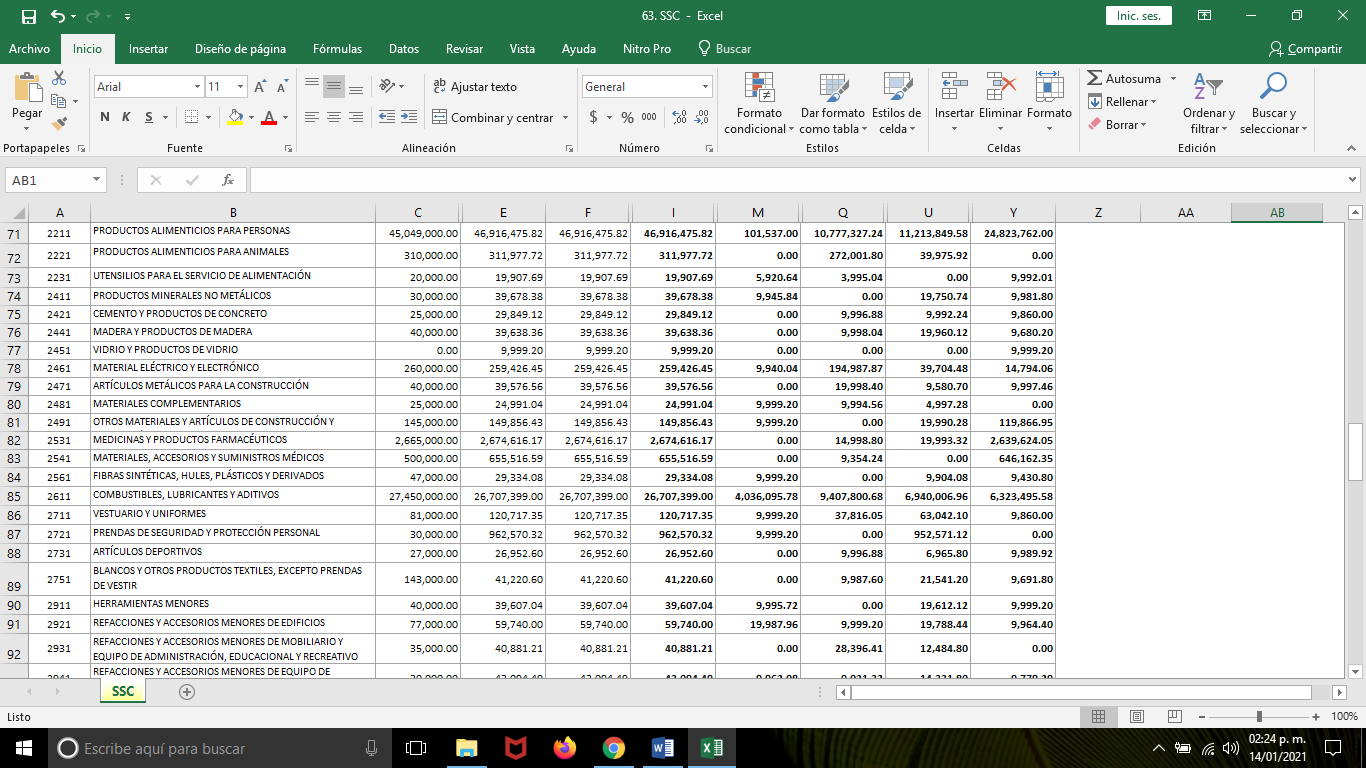 63. SSC - Excel
Inic. ses.
Archivo Inicio Insertar Diseño de página Fórmulas Datos Revisar Vista Ayuda Nitro Pro Buscar Compartir
Pegar
Arial 11
N K S
Ajustar texto
Combinar y centrar
General
$ % 000
Formato condicional
Dar formato como tabla
Estilos de celda
Insertar Eliminar Formato
Autosuma
Rellenar
Borrar
Ordenar y filtrar
Buscar y seleccionar
Portapapeles Fuente Alineación Número Estilos Celdas Edición
AB1 fx
A B C E F I M Q U Y Z AA AB
71 2211 PRODUCTOS ALIMENTICIOS PARA PERSONAS 45,049,000.00 46,916,475.82 46,916,475.82 46,916,475.82 101,537.00 10,777,327.24 11,213,849.58 24,823,762.00
72 2221 PRODUCTOS ALIMENTICIOS PARA ANIMALES 310,000.00 311,977.72 311,977.72 311,977.72 0.00 272,001.80 39,975.92 0.00
73 2231 UTENSILIOS PARA EL SERVICIO DE ALIMENTACIÓN 20,000.00 19,907.69 19,907.69 19,907.69 5,920.64 3,995.04 0.00 9,992.01
74 2411 PRODUCTOS MINERALES NO METÁLICOS 30,000.00 39,678.38 39,678.38 39,678.38 9,945.84 0.00 19,750.74 9,981.80
75 2421 CEMENTO Y PRODUCTOS DE CONCRETO 25,000.00 29,849.12 29,849.12 29,849.12 0.00 9,996.88 9,992.24 9,860.00
76 2441 MADERA Y PRODUCTOS DE MADERA 40,000.00 39,638.36 39,638.36 39,638.36 0.00 9,998.04 19,960.12 9,680.20
77 2451 VIDRIO Y PRODUCTOS DE VIDRIO 0.00 9,999.20 9,999.20 9,999.20 0.00 0.00 0.00 9,999.20
78 2461 MATERIAL ELÉCTRICO Y ELECTRÓNICO 260,000.00 259,426.45 259,426.45 259,426.45 9,940.04 194,987.87 39,704.48 14,794.06
79 2471 ARTÍCULOS METÁLICOS PARA LA CONSTRUCCIÓN 40,000.00 39,576.56 39,576.56 39,576.56 0.00 19,998.40 9,580.70 9,997.46
80 2481 MATERIALES COMPLEMENTARIOS 25,000.00 24,991.04 24,991.04 24,991.04 9,999.20 9,994.56 4,997.28 0.00
81 2491 OTROS MATERIALES Y ARTÍCULOS DE CONSTRUCCIÓN Y 145,000.00 149,856.43 149,856.43 149,856.43 9,999.20 0.00 19,990.28 119,866.95
82 2531 MEDICINAS Y PRODUCTOS FARMACÉUTICOS 2,665,000.00 2,674,616.17 2,674,616.17 2,674,616.17 0.00 14,998.80 19,993.32 2,639,624.05
83 2541 MATERIALES, ACCESORIOS Y SUMINISTROS MÉDICOS 500,000.00 655,516.59 655,516.59 655,516.59 0.00 9,354.24 0.00 646,162.35
84 2561 FIBRAS SINTÉTICAS, HULES, PLÁSTICOS Y DERIVADOS 47,000.00 29,334.08 29,334.08 29,334.08 9,999.20 0.00 9,904.08 9,430.80
85 2611 COMBUSTIBLES, LUBRICANTES Y ADITIVOS 27,450,000.00 26,707,399.00 26,707,399.00 26,707,399.00 4,036,095.78 9,407,800.68 6,940,006.96 6,323,495.58
86 2711 VESTUARIO Y UNIFORMES 81,000.00 120,717.35 120,717.35 120,717.35 9,999.20 37,816.05 63,042.10 9,860.00
87 2721 PRENDAS DE SEGURIDAD Y PROTECCIÓN PERSONAL 30,000.00 962,570.32 962,570.32 962,570.32 9,999.20 0.00 952,571.12 0.00
88 2731 ARTÍCULOS DEPORTIVOS 27,000.00 26,952.60 26,952.60 26,952.60 0.00 9,996.88 6,965.80 9,989.92
89 2751 BLANCOS Y OTROS PRODUCTOS TEXTILES, EXCEPTO PRENDAS 143,000.00 41,220.60 41,220.60 41,220.60 0.00 9,987.60 21,541.20 9,691.80
DE VESTIR
90 2911 HERRAMIENTAS MENORES 40,000.00 39,607.04 39,607.04 39,607.04 9,995.72 0.00 19,612.12 9,999.20
91 2921 REFACCIONES Y ACCESORIOS MENORES DE EDIFICIOS 77,000.00 59,740.00 59,740.00 59,740.00 19,987.96 9,999.20 19,788.44 9,964.40
92 2931 REFACCIONES Y ACCESORIOS MENORES DE MOBILIARIO Y 35,000.00 40,881.21 40,881.21 40,881.21 0.00 28,396.41 12,484.80 0.00
EQUIPO DE ADMINISTRACIÓN, EDUCACIONAL Y RECREATIVO
REFACCIONES Y ACCESORIOS MENORES DE EQUIPO DE
SSC
Listo 100%
Escribe aquí para buscar
02:24 p. m.
14/01/2021